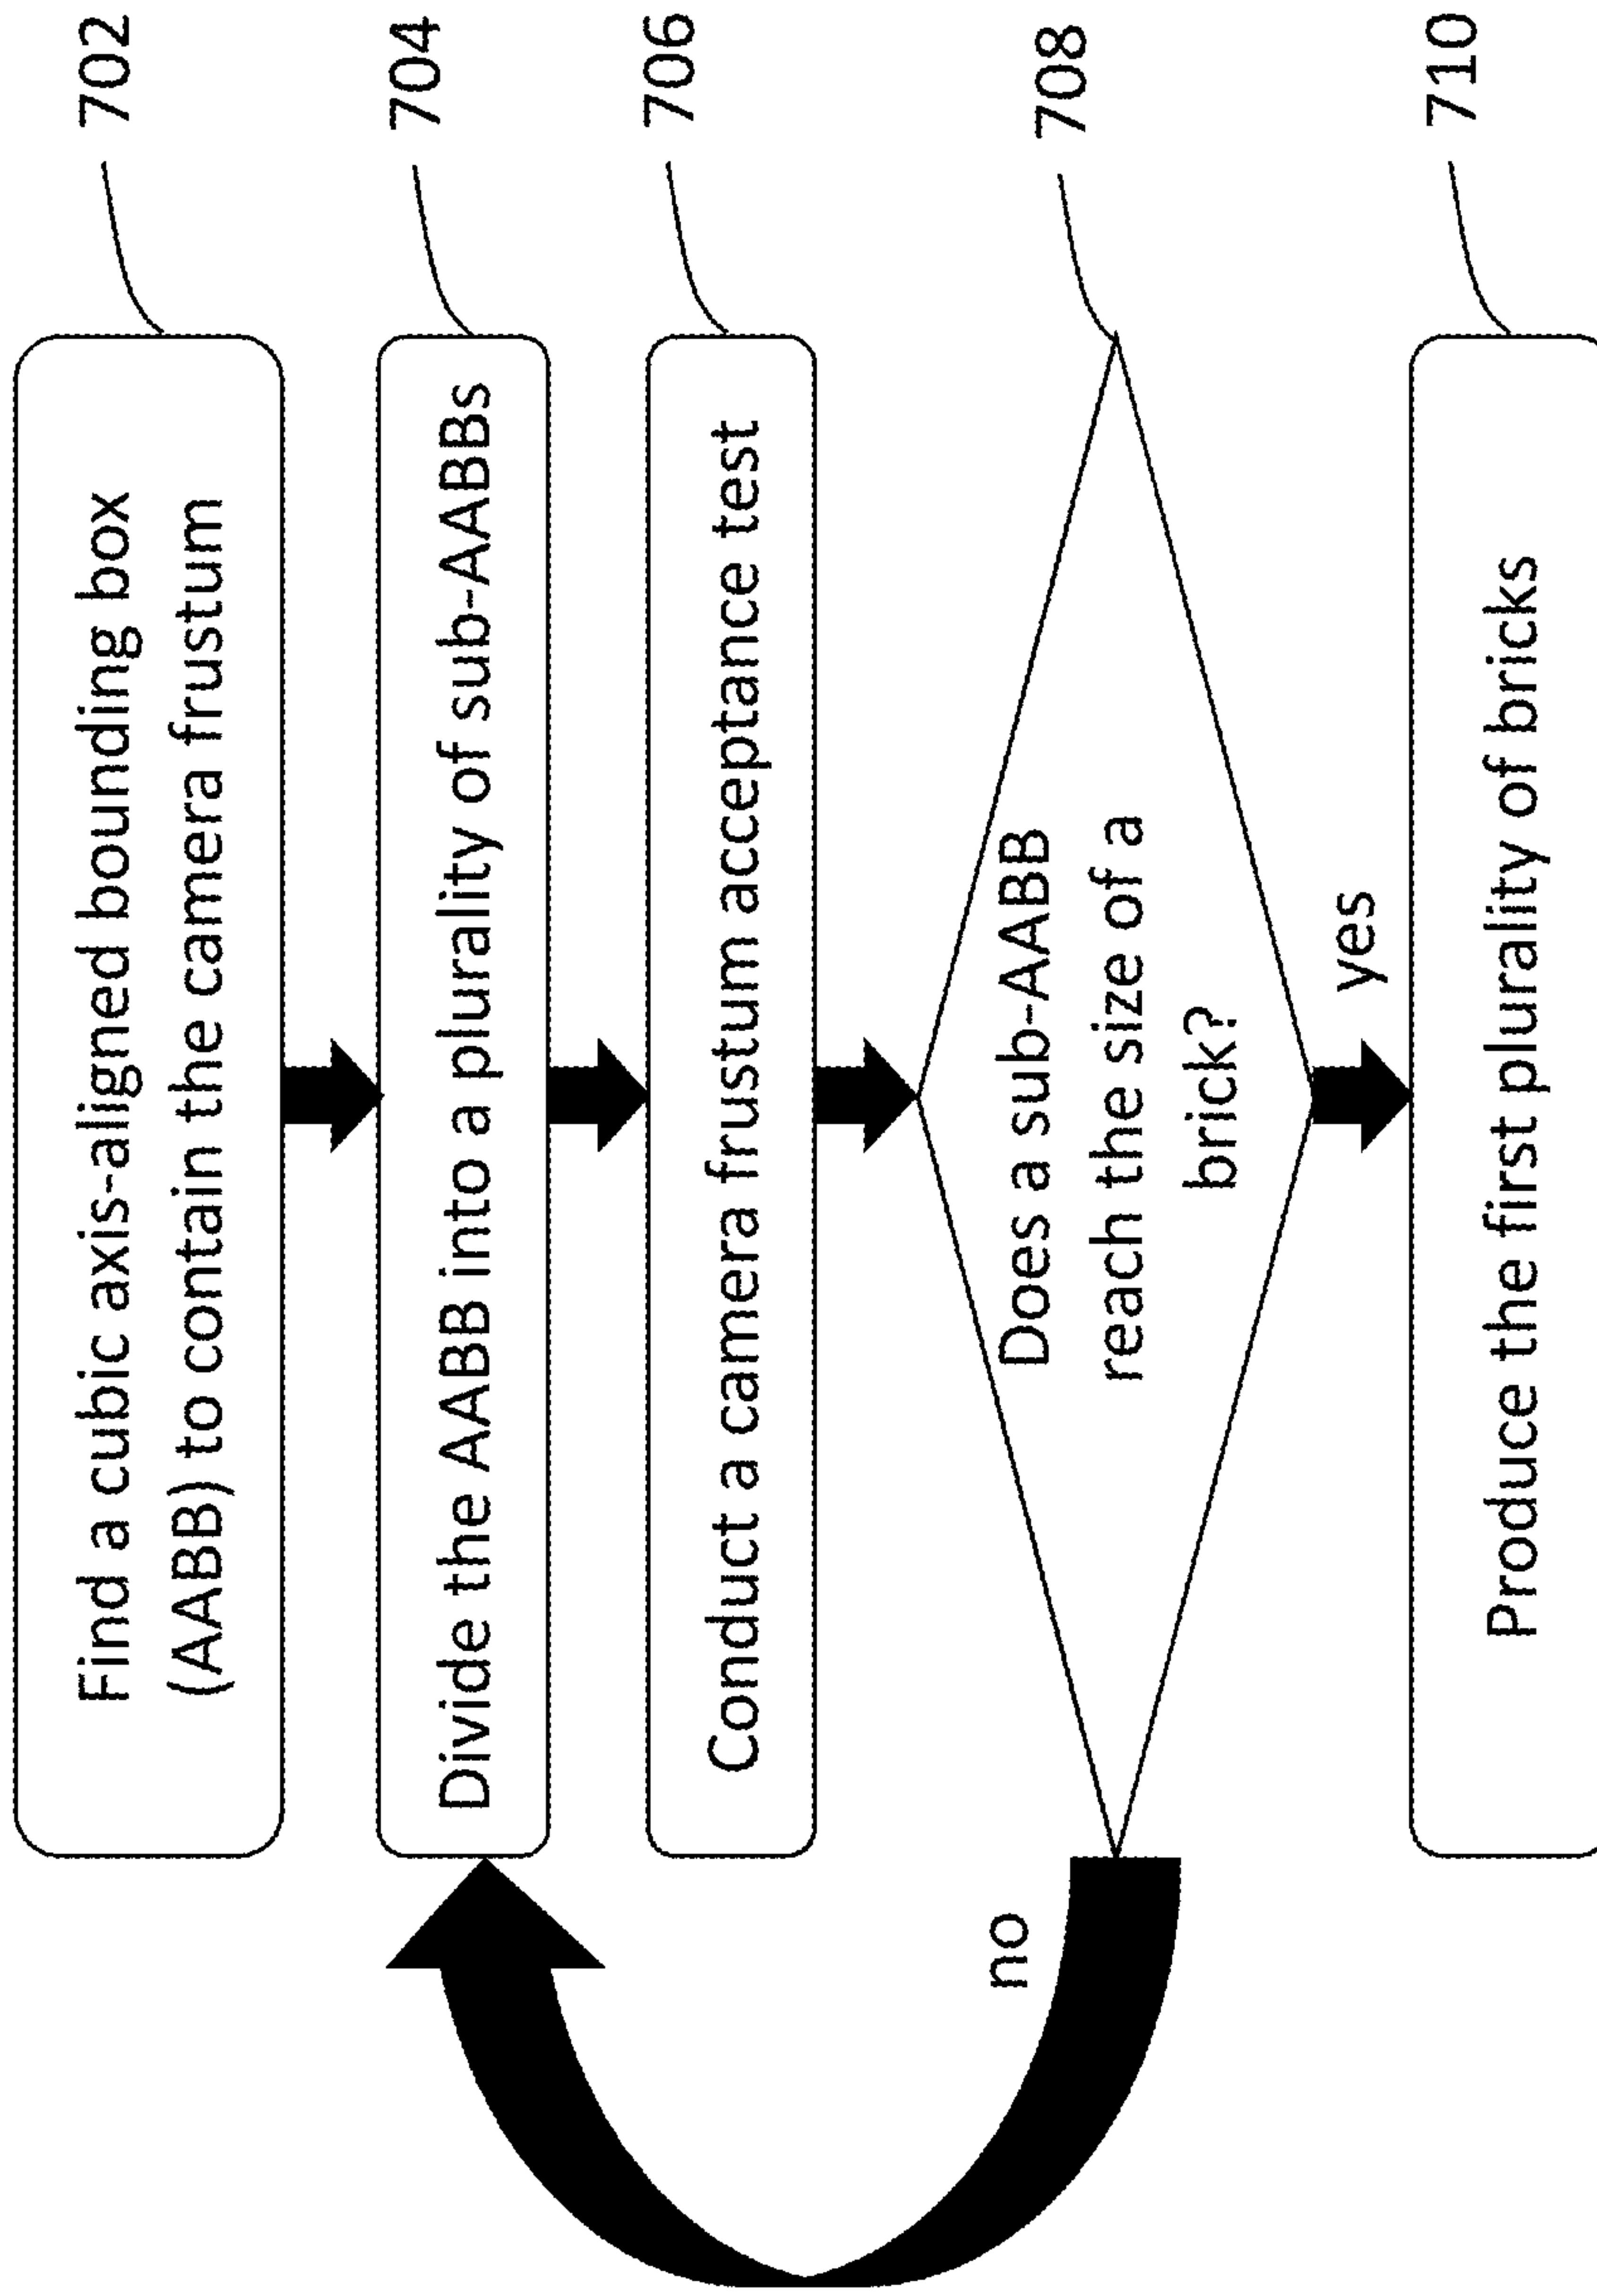 Find a cubic axis-aligned bounding box
(AABB) to contain the camera frustum
702
Divide the AABB into a plurality of sub-AABBs
704
Conduct a camera frustum acceptance test
706
Does a sub-AABB
reach the size of a
brick?
708
no
yes
Produce the first plurality of bricks
710